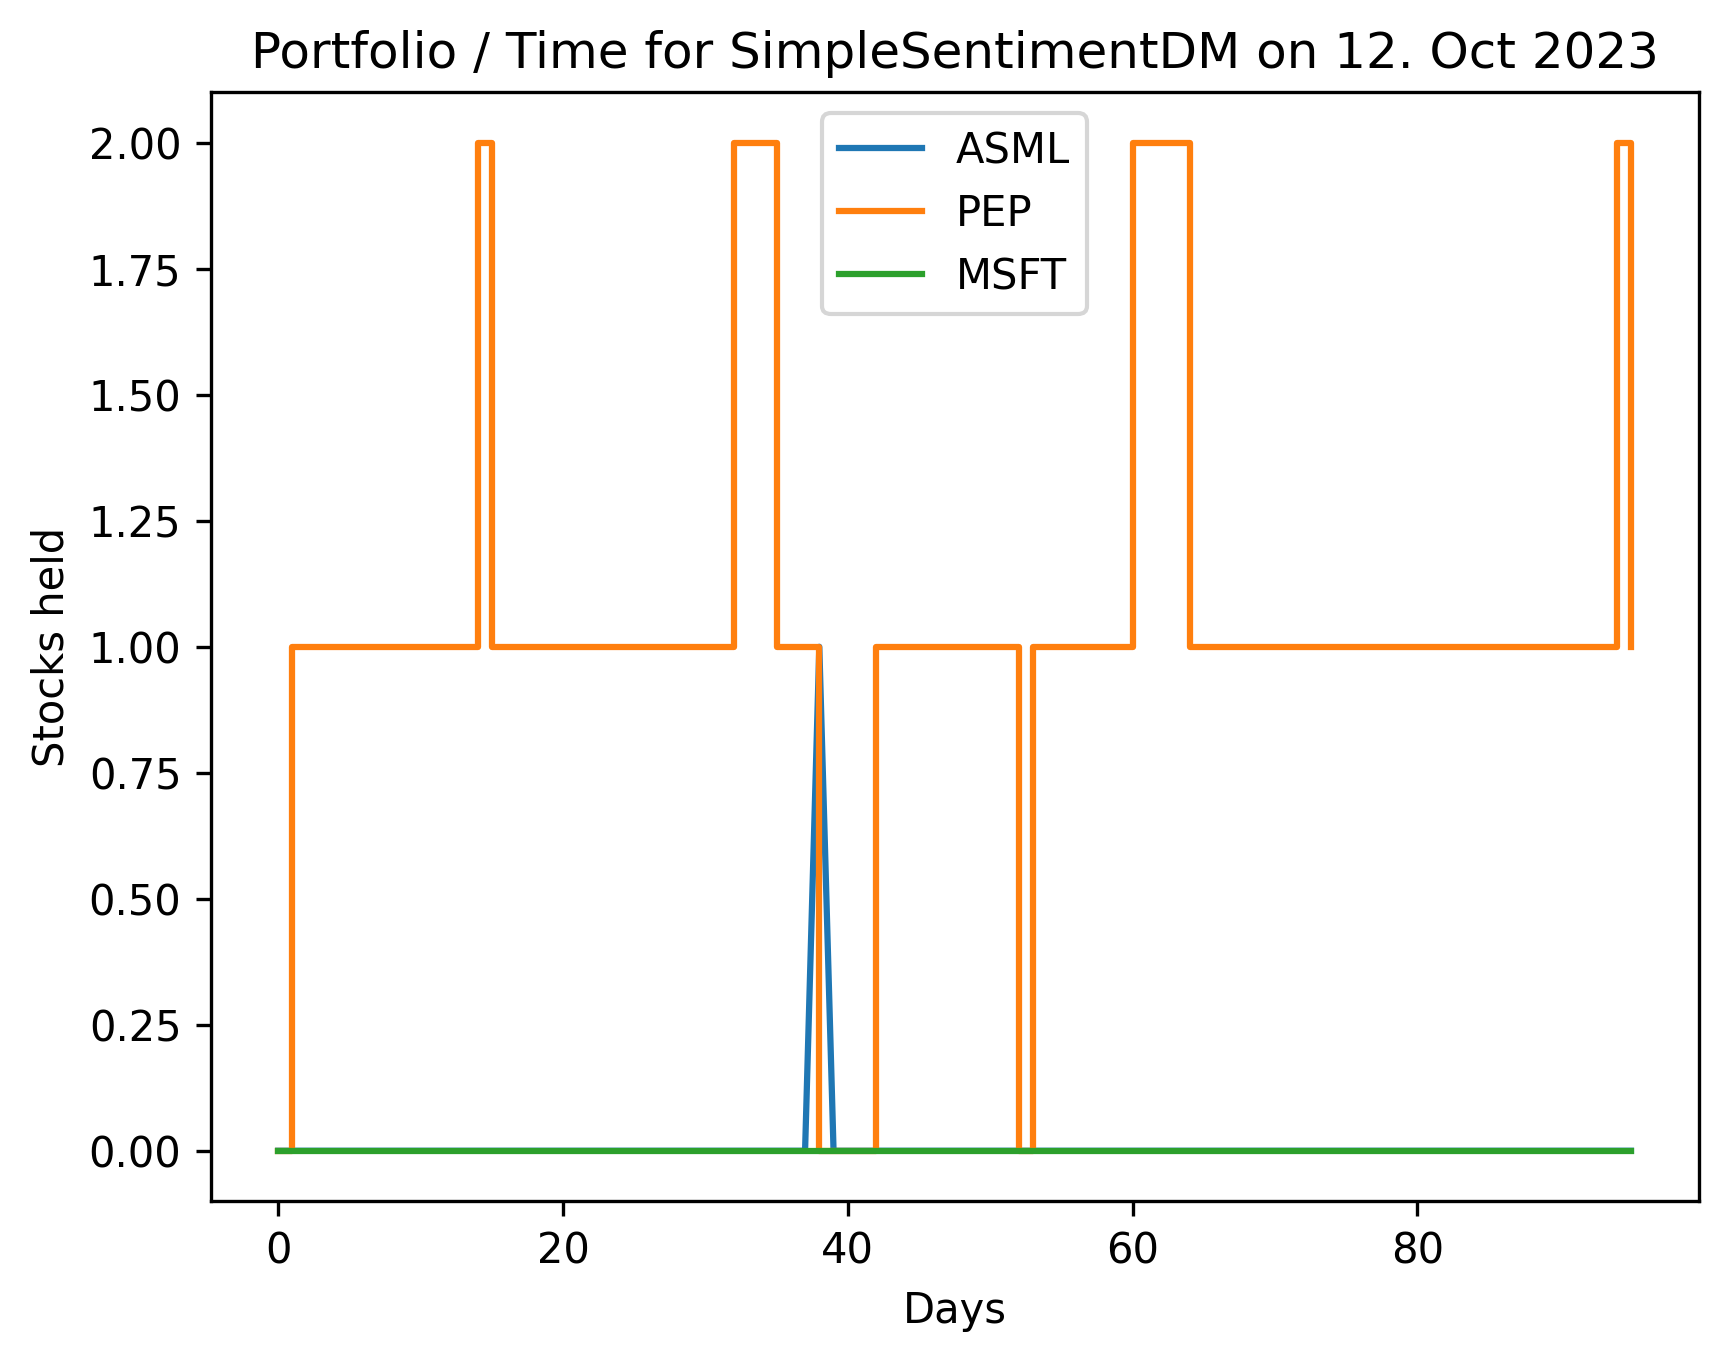 Portfolio / Time for SimpleSentimentDM on 12. Oct 2023
ASML
PEP
MSFT
2.00
1.75
1.50
1.25
1.00
0.75
0.50
0.25
0.00
Stocks held
0 20 40 60 80
Days